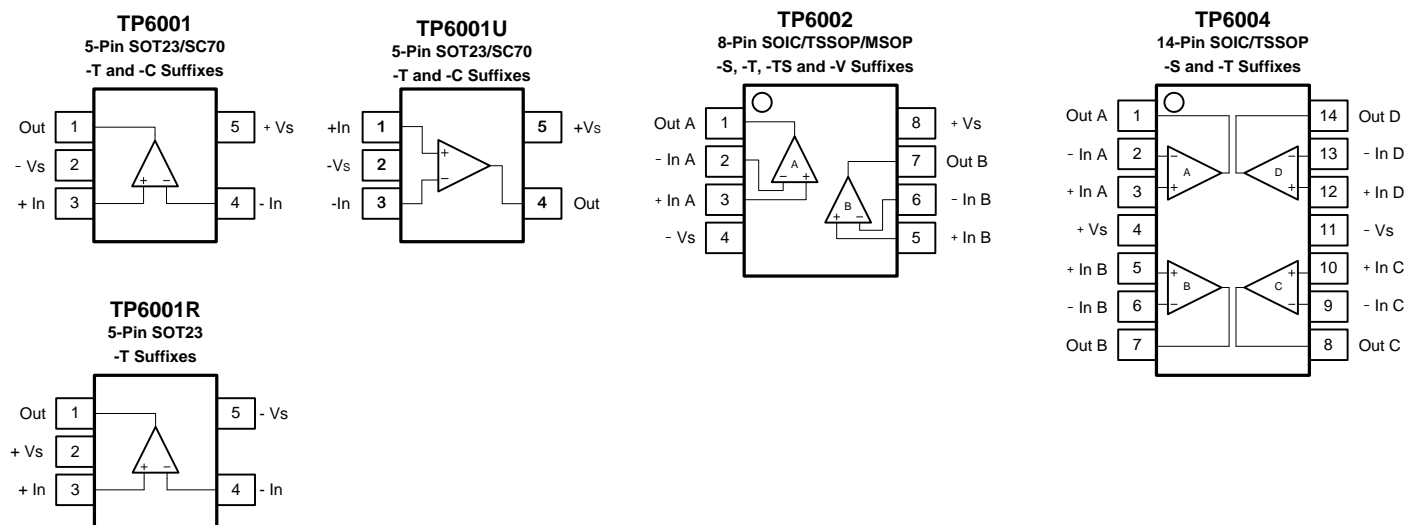 TP6001
5-Pin SOT23/SC70
-T and -C Suffixes
Out 1 5 + Vs
- Vs 2
+ In 3 4 - In
+ −
TP6001U
5-Pin SOT23/SC70
-T and -C Suffixes
+In 1 5 +Vs
-Vs 2
-In 3 4 Out
+
−
TP6002
8-Pin SOIC/TSSOP/MSOP
-S, -T, -TS and -V Suffixes
Out A 1 8 + Vs
- In A 2 7 Out B
+ In A 3 6 - In B
- Vs 4 5 + In B
A
− +
B
+ −
TP6004
14-Pin SOIC/TSSOP
-S and -T Suffixes
Out A 1 14 Out D
- In A 2 − − 13 - In D
A D
+ In A 3 + + 12 + In D
+ Vs 4 11 - Vs
+ In B 5 + + 10 + In C
B C
- In B 6 − − 9 - In C
Out B 7 8 Out C
TP6001R
5-Pin SOT23
-T Suffixes
Out 1 5 - Vs
+ Vs 2
+ In 3 4 - In
+ −